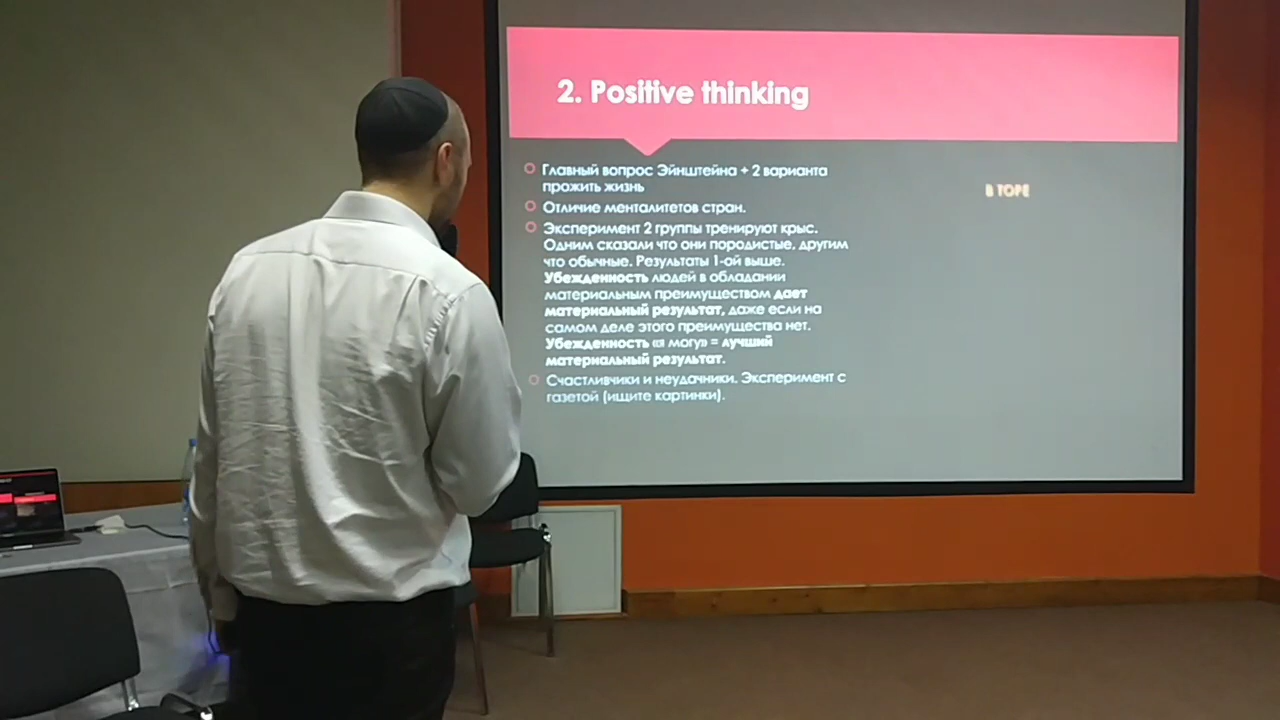 2. Positive thinking
Главный вопрос Эйнштейна + 2 варианта
прожить жизнь
Отличие менталитетов стран.
Эксперимент 2 группы тренируют крыс.
Одним сказали что они породистые, другим
что обычные. Результаты 1-ой выше.
Убежденность людей в обладании
материальным преимуществом дает
материальный результат, даже если на
самом деле этого преимущества нет.
Убежденность «я могу» = лучший
материальный результат.
Счастливчики и неудачники. Эксперимент с
газетой (ищите картинки).
В ТОРЕ